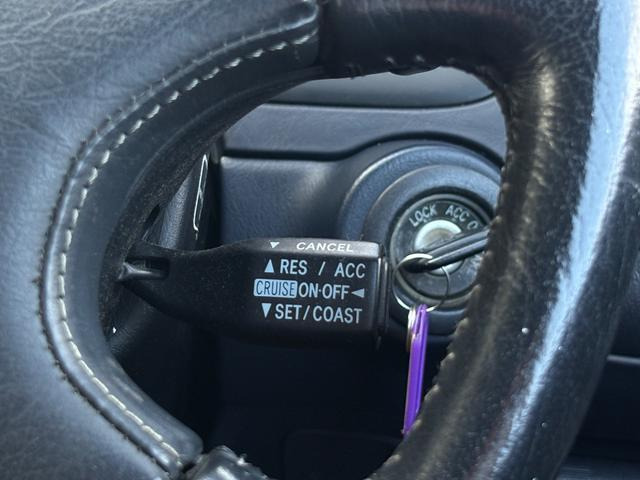 ▼ CANCEL
▲ RES / ACC
CRUISE ON·OFF ◄
▼ SET/COAST
LOCK ACC